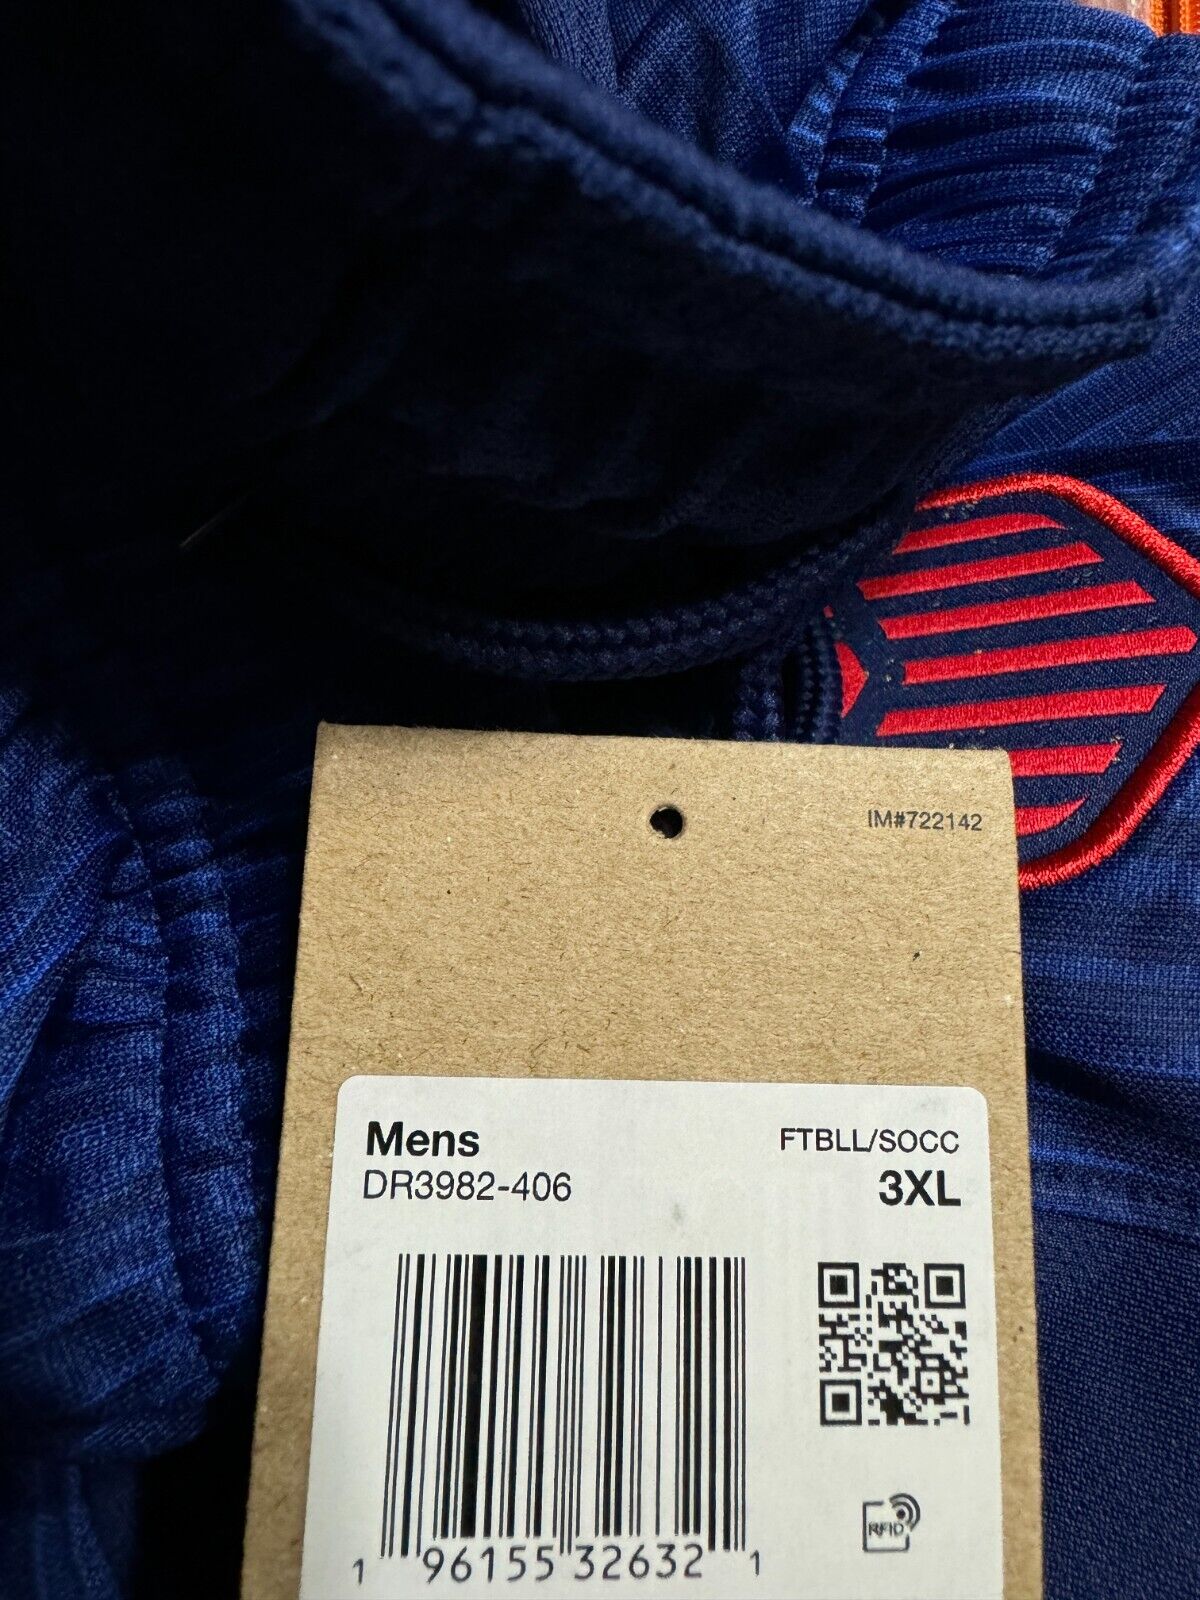 IM#722142
Mens FTBLL/SOCC
DR3982-406 3XL
RFID
1 96155 32632 1